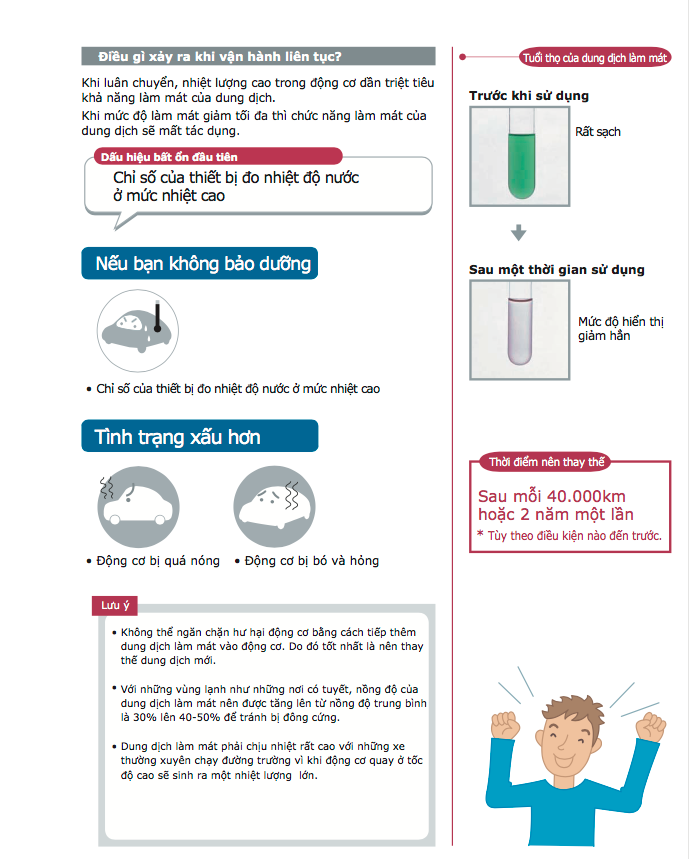 Điều gì xảy ra khi vận hành liên tục?
Khi luân chuyển, nhiệt lượng cao trong động cơ dần triệt tiêu
khả năng làm mát của dung dịch.
Khi mức độ làm mát giảm tối đa thì chức năng làm mát của
dung dịch sẽ mất tác dụng.
Dấu hiệu bất ổn đầu tiên
Chỉ số của thiết bị đo nhiệt độ nước
ở mức nhiệt cao
Nếu bạn không bảo dưỡng
• Chỉ số của thiết bị đo nhiệt độ nước ở mức nhiệt cao
Tình trạng xấu hơn
• Động cơ bị quá nóng
• Động cơ bị bó và hỏng
Lưu ý
• Không thể ngăn chặn hư hại động cơ bằng cách tiếp thêm
dung dịch làm mát vào động cơ. Do đó tốt nhất là nên thay
thế dung dịch mới.
• Với những vùng lạnh như những nơi có tuyết, nồng độ của
dung dịch làm mát nên được tăng lên từ nồng độ trung bình
là 30% lên 40-50% để tránh bị đông cứng.
• Dung dịch làm mát phải chịu nhiệt rất cao với những xe
thường xuyên chạy đường trường vì khi động cơ quay ở tốc
độ cao sẽ sinh ra một nhiệt lượng lớn.
Tuổi thọ của dung dịch làm mát
Trước khi sử dụng
Rất sạch
Sau một thời gian sử dụng
Mức độ hiển thị
giảm hẳn
Thời điểm nên thay thế
Sau mỗi 40.000km
hoặc 2 năm một lần
* Tùy theo điều kiện nào đến trước.